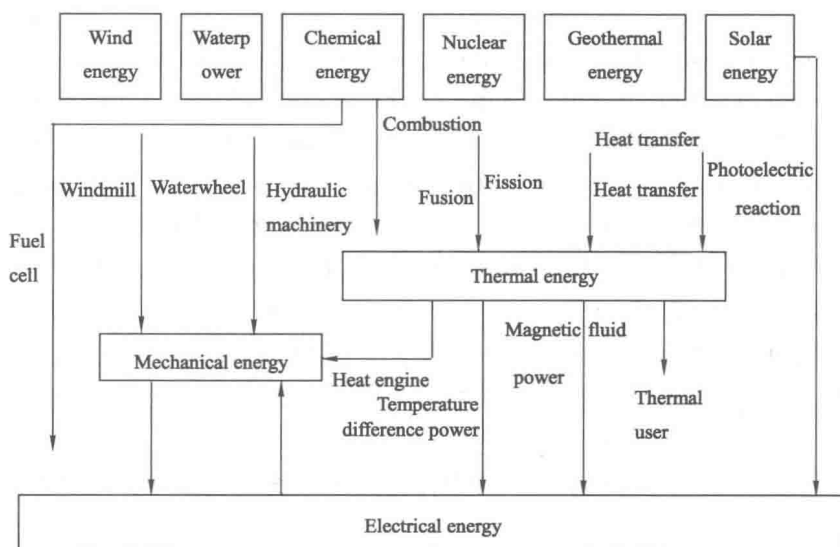 Wind
energy
Waterp
ower
Chemical
energy
Nuclear
energy
Geothermal
energy
Solar
energy
Combustion
Heat transfer
Windmill
Waterwheel
Hydraulic
machinery
Fusion
Fission
Heat transfer
Photoelectric
reaction
Fuel
cell
Thermal energy
Mechanical energy
Heat engine
Temperature
difference power
Magnetic fluid
power
Thermal
user
Electrical energy